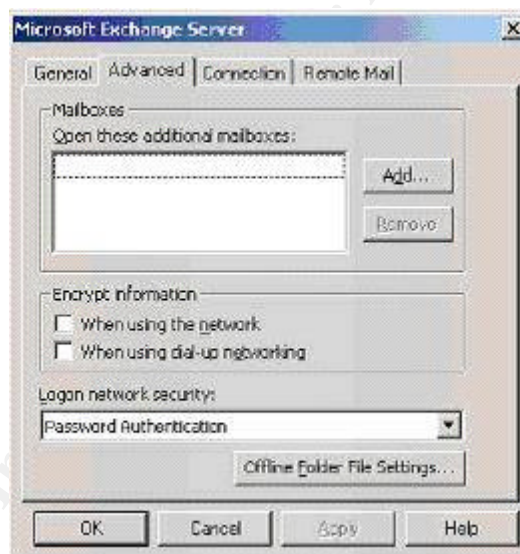 Microsoft Exchange Server
General Advanced Connection Remote Mail
Mailboxes
Open these additional mailboxes:
Add...
Remove
Encrypt information
When using the network
When using dial-up networking
Logon network security:
Password Authentication
Offline Folder File Settings...
OK Cancel Apply Help